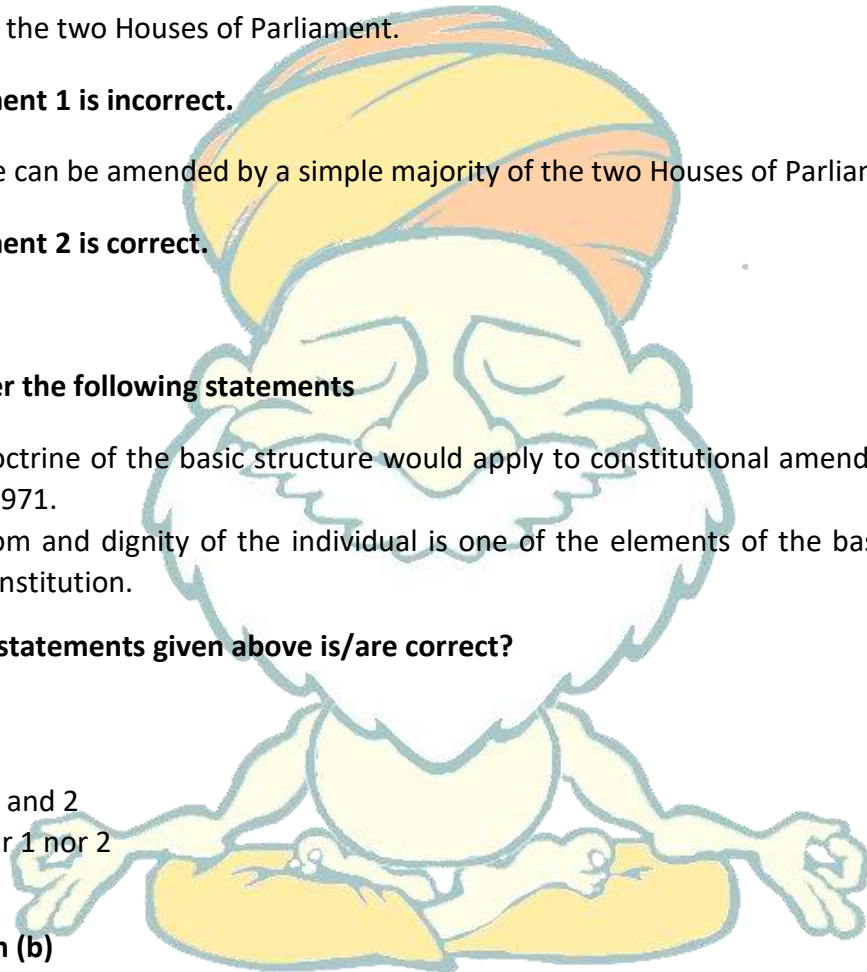 the two Houses of Parliament.
ent 1 is incorrect.
e can be amended by a simple majority of the two Houses of Parlian
ent 2 is correct.
er the following statements
octrine of the basic structure would apply to constitutional amend
971.
om and dignity of the individual is one of the elements of the bas
nstitution.
statements given above is/are correct?
and 2
r 1 nor 2
n (b)